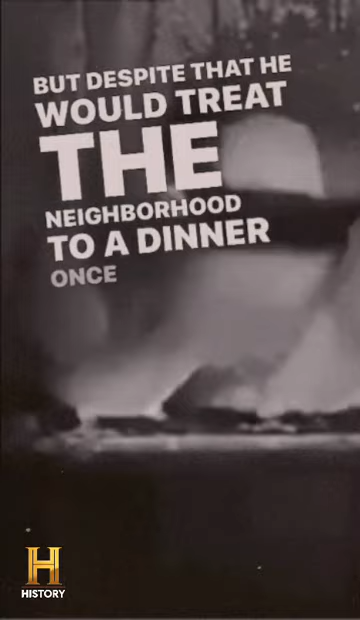 BUT DESPITE THAT HE
WOULD TREAT
THE
NEIGHBORHOOD
TO A DINNER
ONCE
H
HISTORY